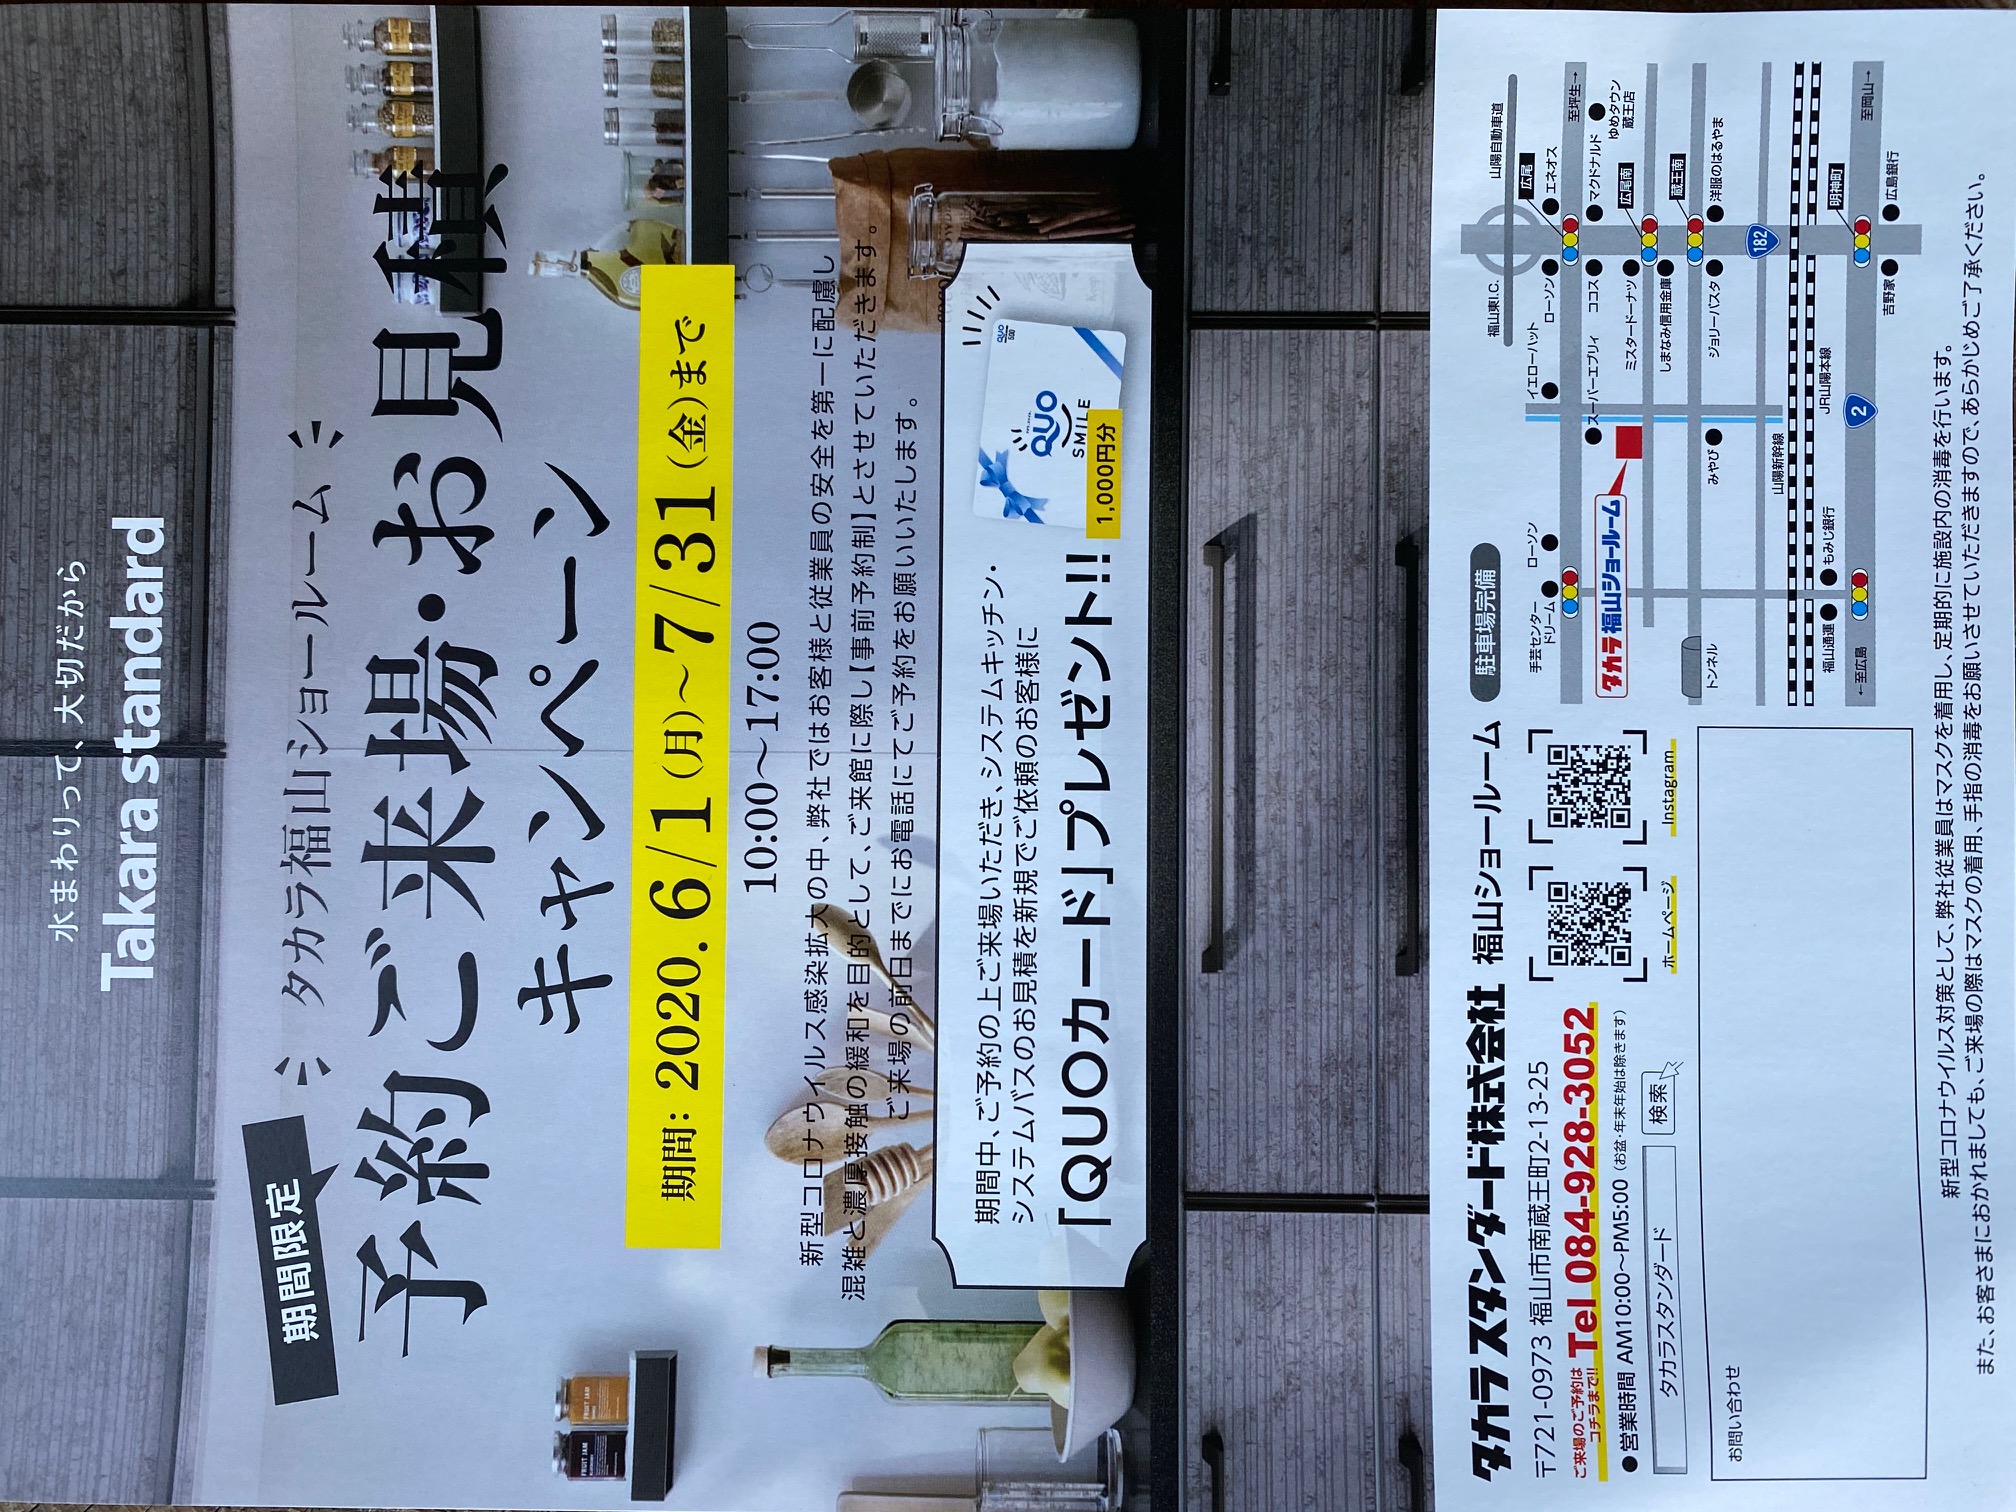 水まわりって、大切だから
Takara standard
期間限定
タカラ福山ショールーム
予約ご来場・お見積
キャンペーン
期間：2020. 6/1（月）～7/31（金）まで
10:00～17:00
新型コロナウイルス感染拡大の中、弊社ではお客様と従業員の安全を第一に配慮し
混雑と濃厚接触の緩和を目的として、ご来館に際し【事前予約制】とさせていただきます。
ご来場の前日までにお電話にてご予約をお願いいたします。
期間中、ご予約の上ご来場いただき、システムキッチン・
システムバスのお見積を新規でご依頼のお客様に
「QUOカード」プレゼント!!
QUO
SMILE
1,000円分
FRUIT JAM
FRUIT JAM
タカラスタンダード株式会社 福山ショールーム
〒721-0973 福山市南蔵王町2-13-25
ご来場のご予約は
コチラまで!!
Tel 084-928-3052
●営業時間 AM10:00～PM5:00（お盆・年末年始は除きます）
タカラスタンダード 検索
ホームページ
Instagram
お問い合わせ
駐車場完備
山陽自動車道
福山東I.C.
広尾
エネオス
ローソン
イエローハット
ローソン
手芸センター
ドリーム
至坪生→
マクドナルド
ゆめタウン
蔵王店
ココス
スーパーエブリィ
タカラ福山ショールーム
広尾南
ミスタードーナツ
しまなみ信用金庫
蔵王南
洋服のはるやま
ジョリーパスタ
みやび
トンネル
182
山陽新幹線
JR山陽本線
もみじ銀行
福山通運
明神町
至岡山→
2
←至広島
広島銀行
吉野家
新型コロナウイルス対策として、弊社従業員はマスクを着用し、定期的に施設内の消毒を行います。
また、お客さまにおかれましても、ご来場の際はマスクの着用、手指の消毒をお願いさせていただきますので、あらかじめご了承ください。